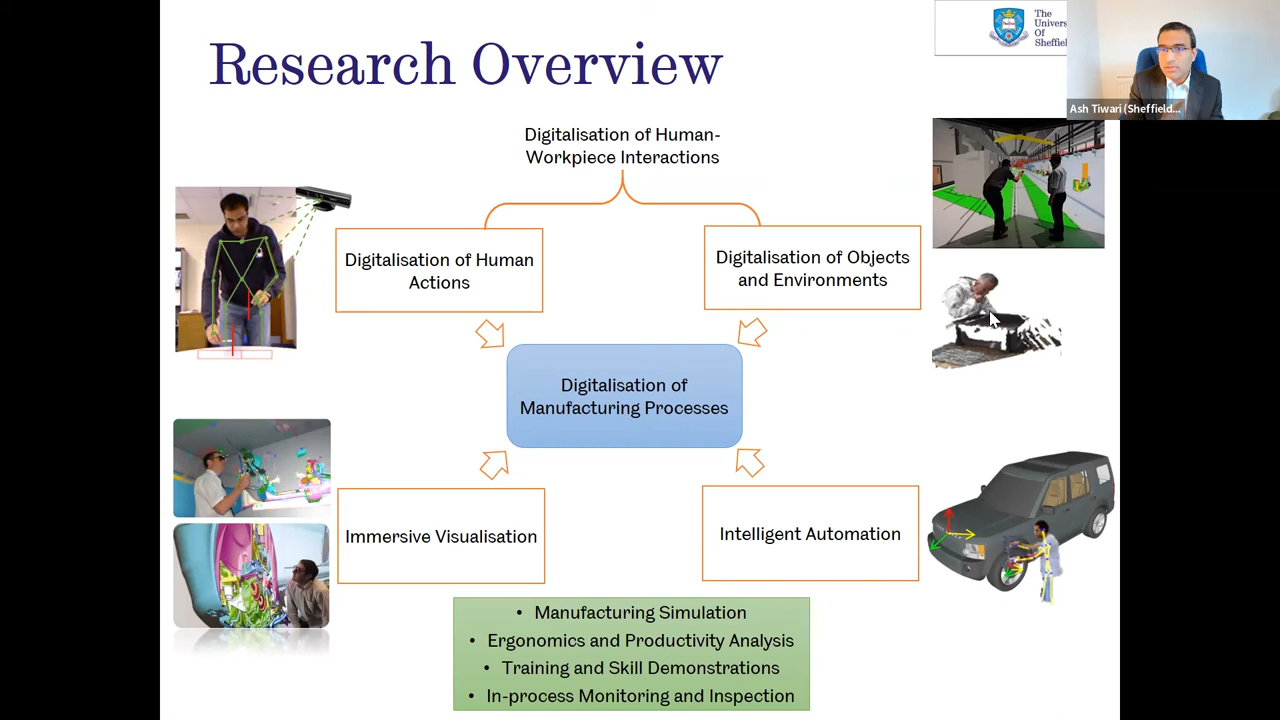 Research Overview
The
Univers
Of
Sheffiel
Ash Tiwari (Sheffield...
Digitalisation of Human-
Workpiece Interactions
Digitalisation of Human
Actions
Digitalisation of Objects
and Environments
Digitalisation of
Manufacturing Processes
Immersive Visualisation
Intelligent Automation
• Manufacturing Simulation
• Ergonomics and Productivity Analysis
• Training and Skill Demonstrations
• In-process Monitoring and Inspection